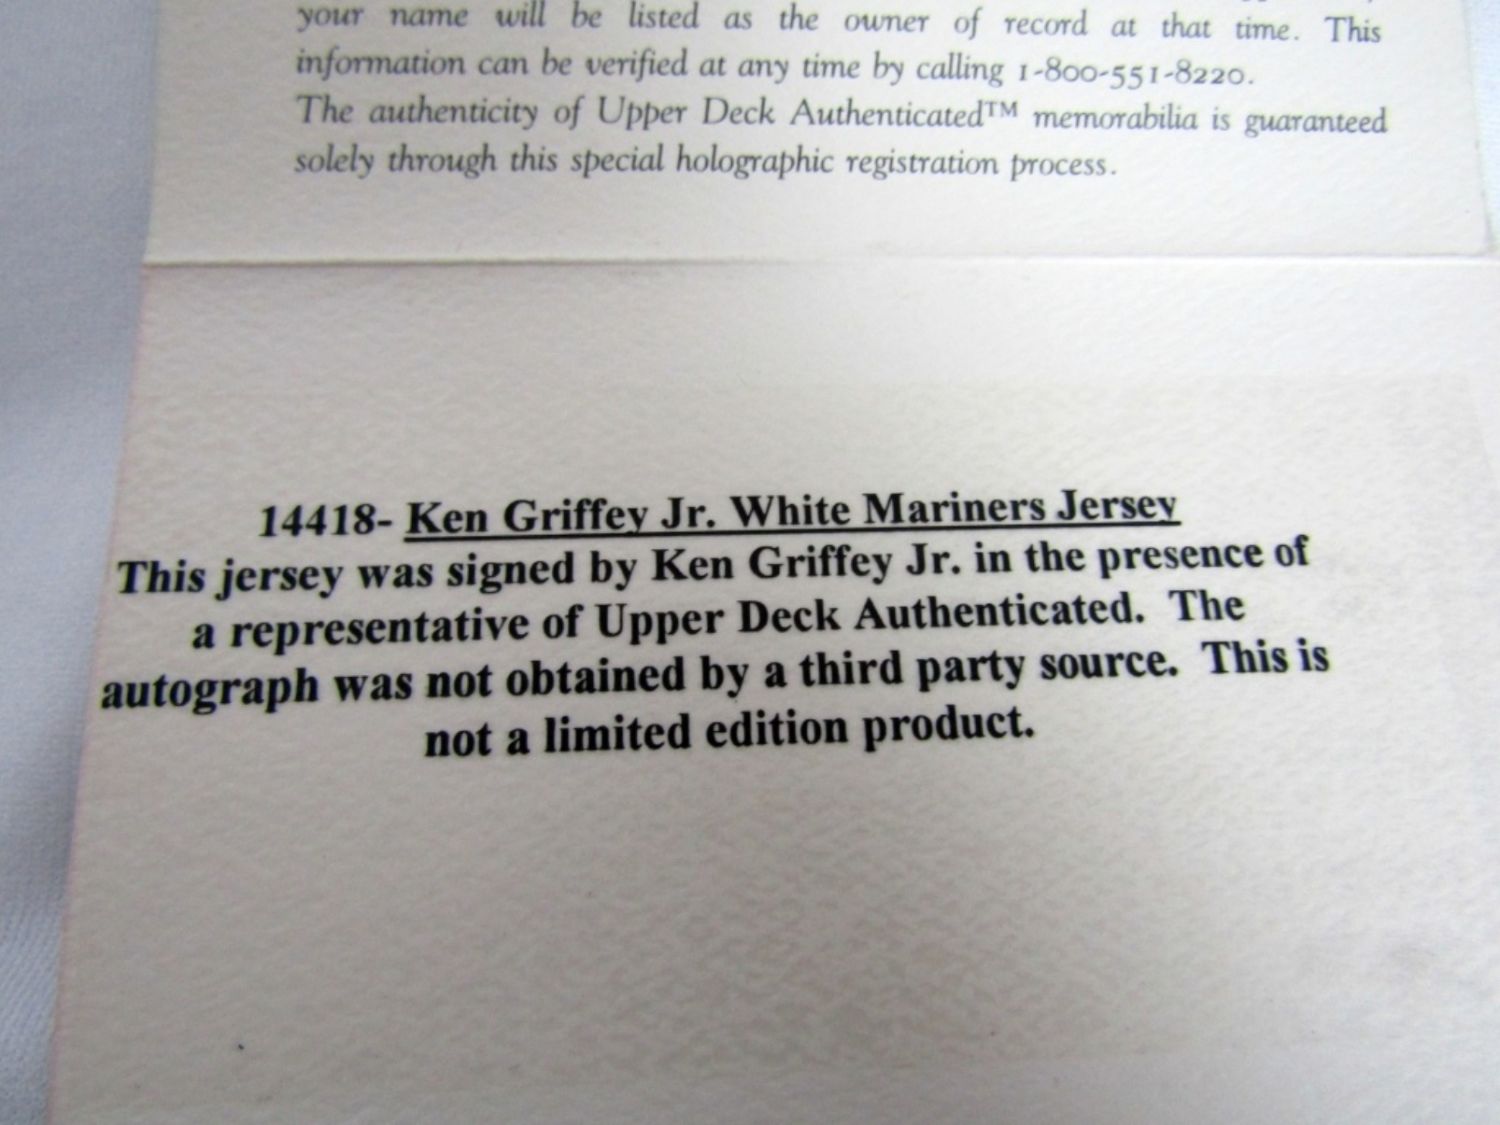 your name will be listed as the owner of record at that time. This
information can be verified at any time by calling 1-800-551-8220.
The authenticity of Upper Deck Authenticated™ memorabilia is guaranteed
solely through this special holographic registration process.
14418- Ken Griffey Jr. White Mariners Jersey
This jersey was signed by Ken Griffey Jr. in the presence of
a representative of Upper Deck Authenticated. The
autograph was not obtained by a third party source. This is
not a limited edition product.